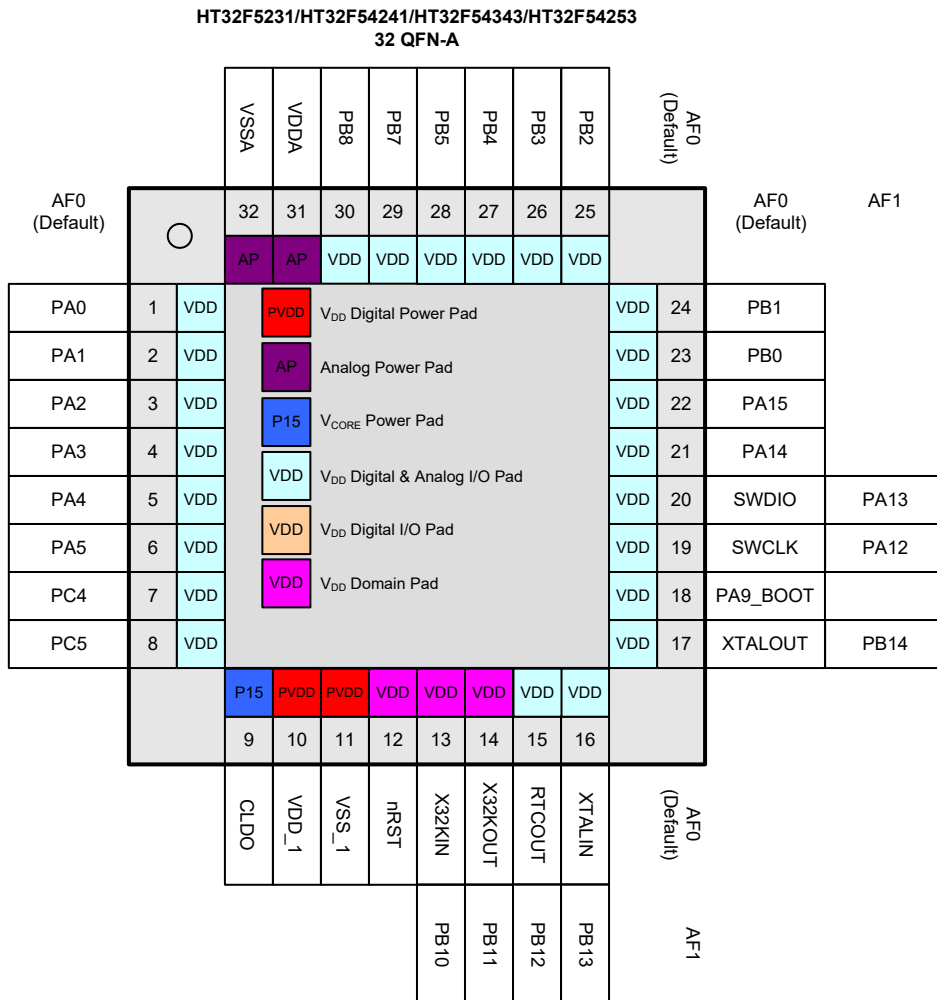 HT32F5231/HT32F54241/HT32F54343/HT32F54253
32 QFN-A
VSSA VDDA PB8 PB7 PB5 PB4 PB3 PB2 AF0 (Default)
AF0 (Default) 32 31 30 29 28 27 26 25 AF0 (Default) AF1
AP AP VDD VDD VDD VDD VDD VDD
PA0 1 VDD PVDD VDD Digital Power Pad VDD 24 PB1
PA1 2 VDD AP Analog Power Pad VDD 23 PB0
PA2 3 VDD P15 VCORE Power Pad VDD 22 PA15
PA3 4 VDD VDD VDD Digital & Analog I/O Pad VDD 21 PA14
PA4 5 VDD VDD 20 SWDIO PA13
PA5 6 VDD VDD VDD Digital I/O Pad VDD 19 SWCLK PA12
PC4 7 VDD VDD VDD Domain Pad VDD 18 PA9_BOOT
PC5 8 VDD VDD 17 XTALOUT PB14
P15 PVDD PVDD VDD VDD VDD VDD VDD
9 10 11 12 13 14 15 16
CLDO VDD_1 VSS_1 nRST X32KIN X32KOUT RTCOUT XTALIN AF0 (Default)
PB10 PB11 PB12 PB13 AF1